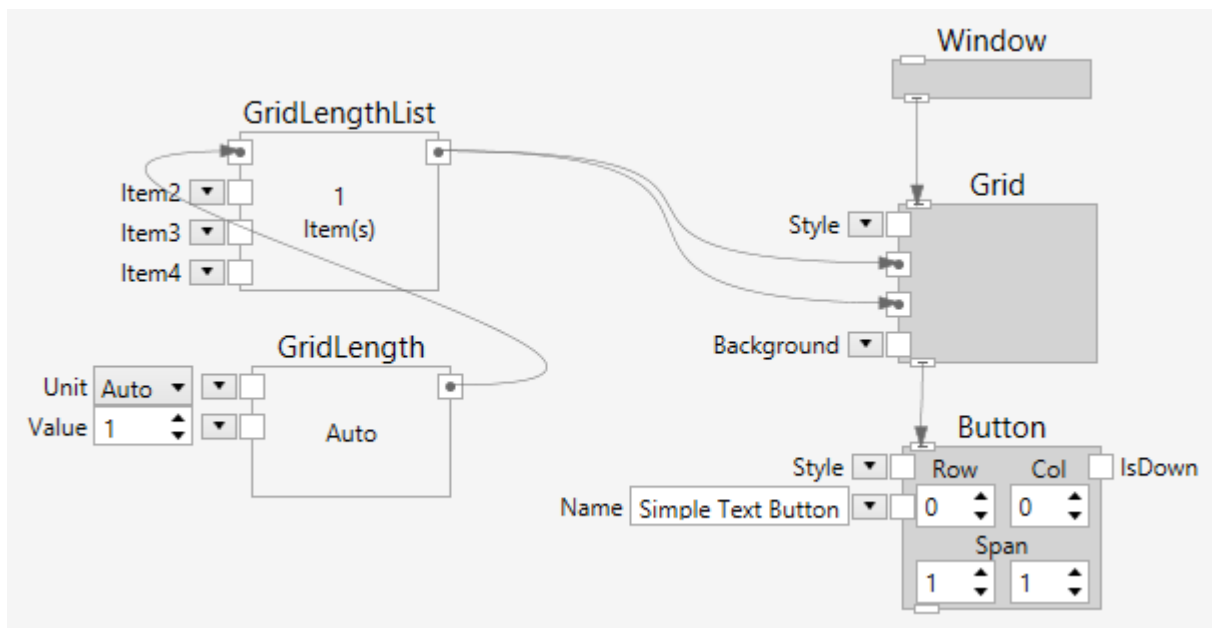 Window
GridLengthList
Item2
Item3
Item4
1
Item(s)
Grid
Style
Background
GridLength
Unit Auto
Value 1
Auto
Button
Style
Name Simple Text Button
Row Col
0 0
Span
1 1
IsDown